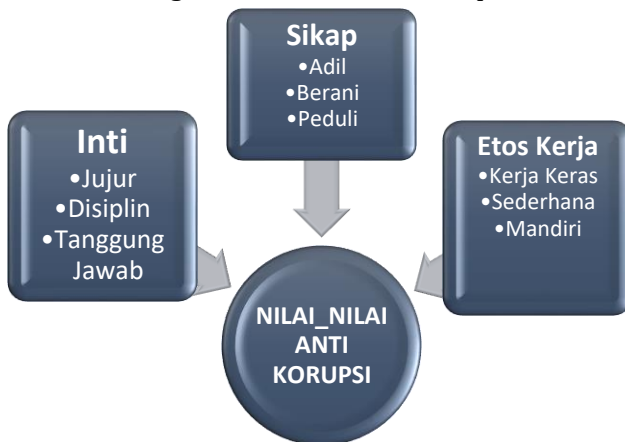 Sikap
•Adil
•Berani
•Peduli
Inti
•Jujur
•Disiplin
•Tanggung
Jawab
Etos Kerja
•Kerja Keras
•Sederhana
•Mandiri
NILAI_NILAI
ANTI
KORUPSI